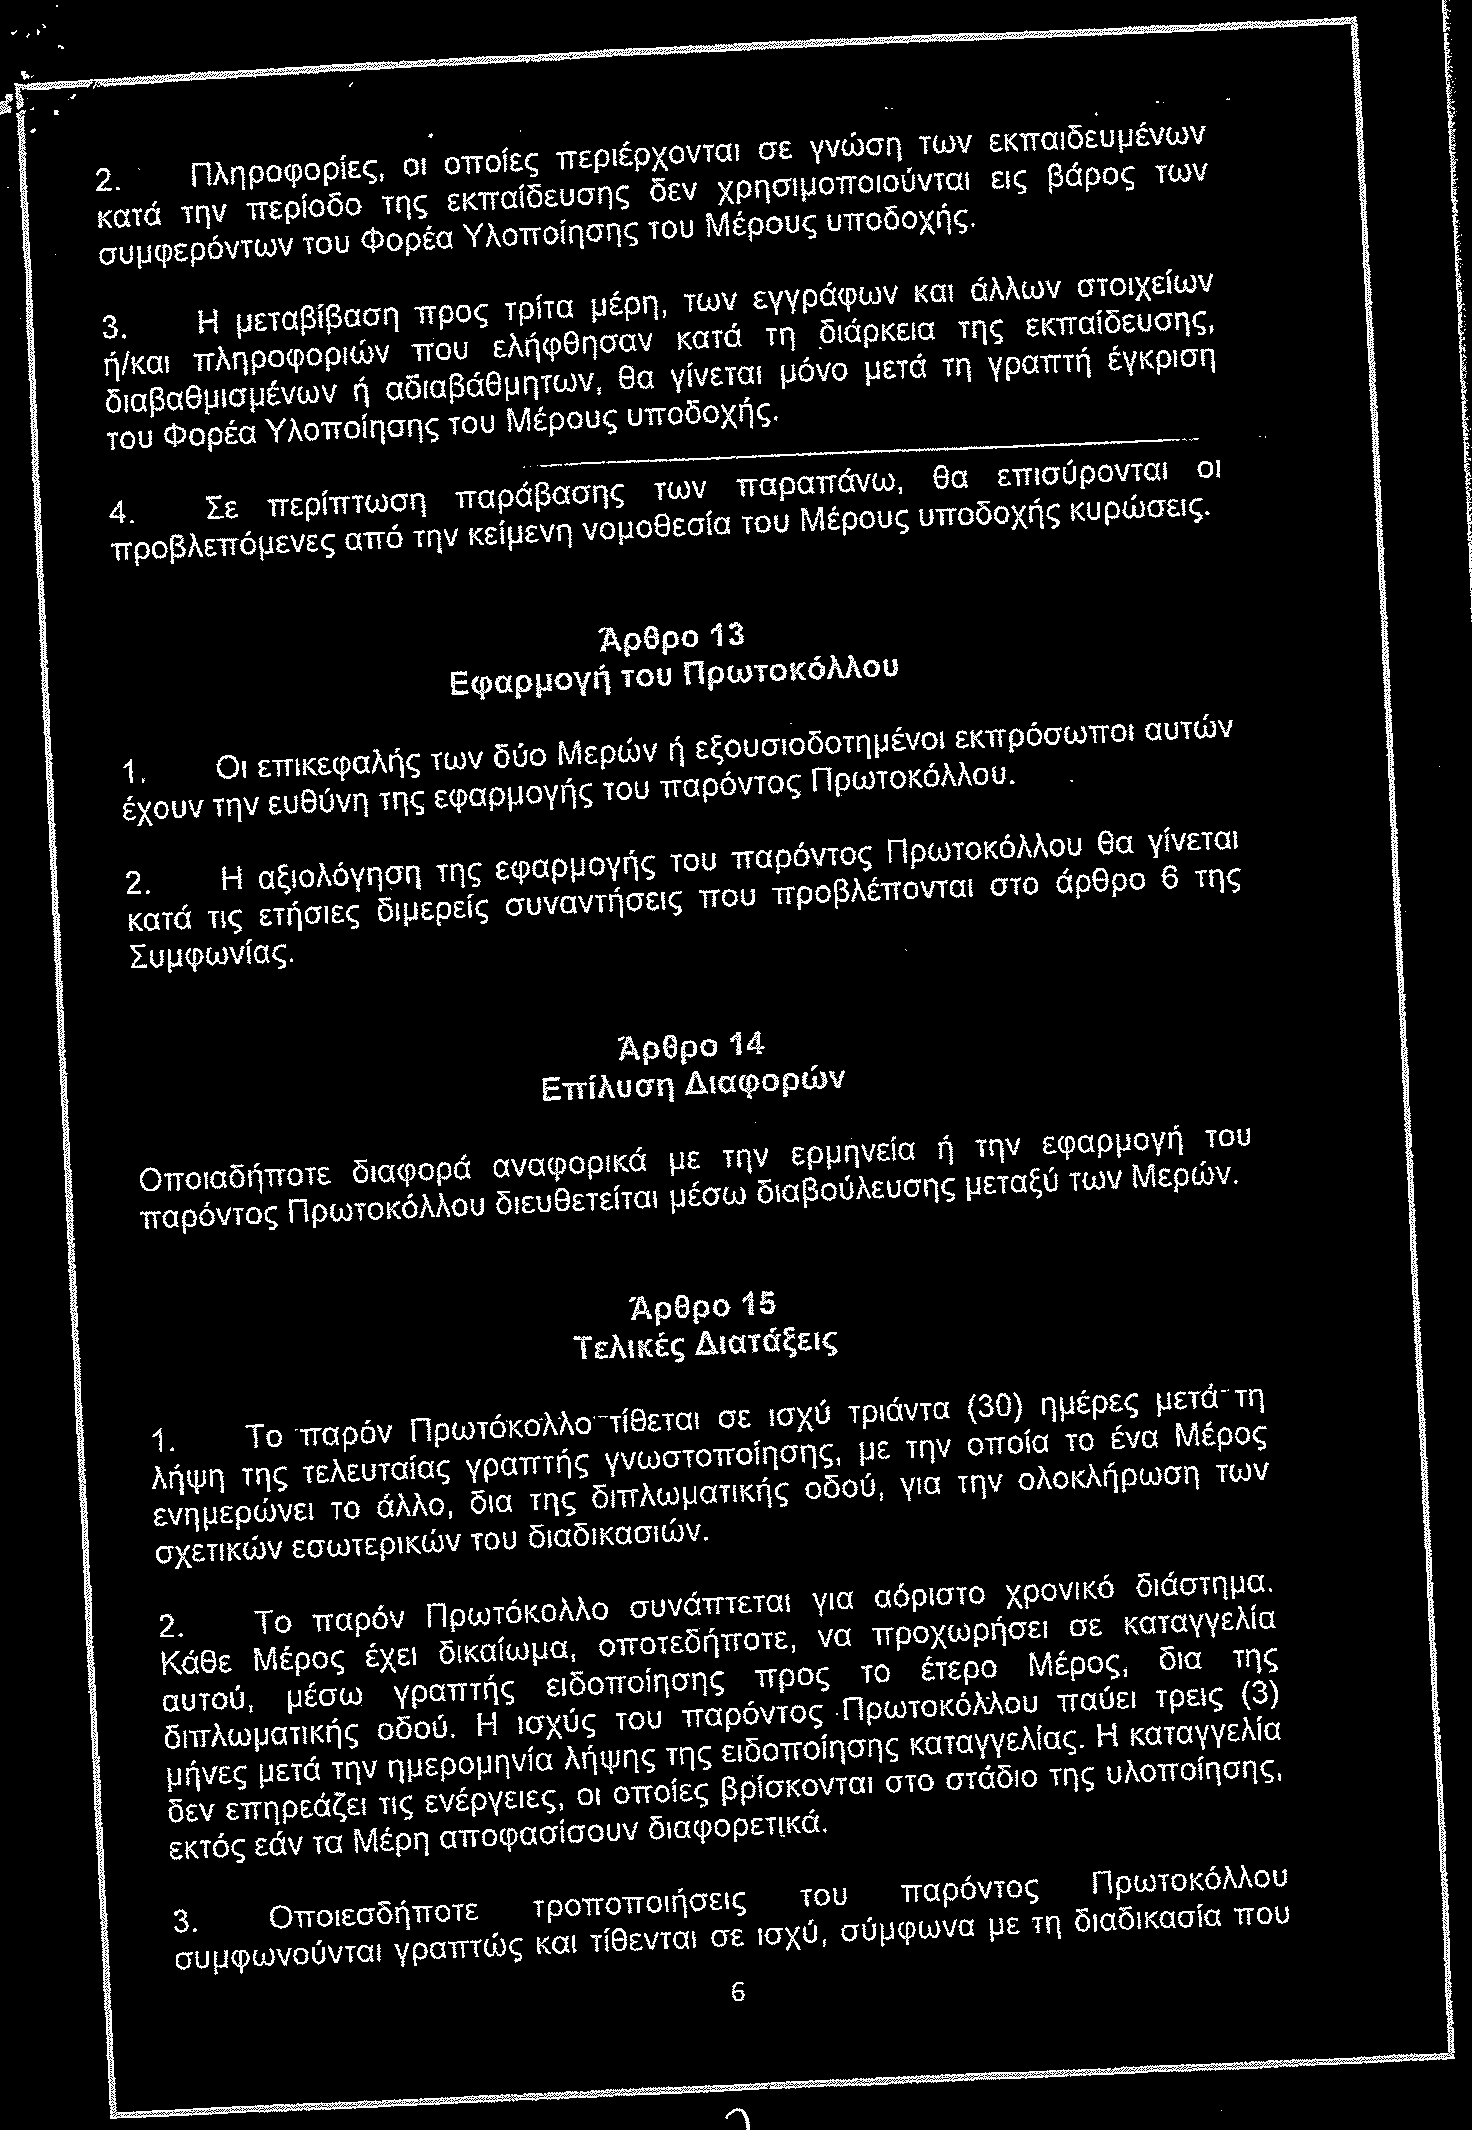 2. Πληροφορίες, οι οποίες περιέρχονται σε γνώση των εκπαιδευμένων
κατά την περίοδο της εκπαίδευσης δεν χρησιμοποιούνται εις βάρος των
συμφερόντων του Φορέα Υλοποίησης του Μέρους υποδοχής.
3. Η μεταβίβαση προς τρίτα μέρη, των εγγράφων και άλλων στοιχείων
ή/και πληροφοριών που ελήφθησαν κατά τη διάρκεια της εκπαίδευσης,
διαβαθμισμένων ή αδιαβάθμητων, θα γίνεται μόνο μετά τη γραπτή έγκριση
του Φορέα Υλοποίησης του Μέρους υποδοχής.
4. Σε περίπτωση παράβασης των παραπάνω, θα επισύρονται οι
προβλεπόμενες από την κείμενη νομοθεσία του Μέρους υποδοχής κυρώσεις.
Άρθρο 13
Εφαρμογή του Πρωτοκόλλου
1. Οι επικεφαλής των δύο Μερών ή εξουσιοδοτημένοι εκπρόσωποι αυτών
έχουν την ευθύνη της εφαρμογής του παρόντος Πρωτοκόλλου.
2. Η αξιολόγηση της εφαρμογής του παρόντος Πρωτοκόλλου θα γίνεται
κατά τις ετήσιες διμερείς συναντήσεις που προβλέπονται στο άρθρο 6 της
Συμφωνίας.
Άρθρο 14
Επίλυση Διαφορών
Οποιαδήποτε διαφορά αναφορικά με την ερμηνεία ή την εφαρμογή του
παρόντος Πρωτοκόλλου διευθετείται μέσω διαβούλευσης μεταξύ των Μερών.
Άρθρο 15
Τελικές Διατάξεις
1. Το παρόν Πρωτόκολλο τίθεται σε ισχύ τριάντα (30) ημέρες μετά τη
λήψη της τελευταίας γραπτής γνωστοποίησης, με την οποία το ένα Μέρος
ενημερώνει το άλλο, δια της διπλωματικής οδού, για την ολοκλήρωση των
σχετικών εσωτερικών του διαδικασιών.
2. Το παρόν Πρωτόκολλο συνάπτεται για αόριστο χρονικό διάστημα.
Κάθε Μέρος έχει δικαίωμα, οποτεδήποτε, να προχωρήσει σε καταγγελία
αυτού, μέσω γραπτής ειδοποίησης προς το έτερο Μέρος, δια της
διπλωματικής οδού. Η ισχύς του παρόντος Πρωτοκόλλου παύει τρεις (3)
μήνες μετά την ημερομηνία λήψης της ειδοποίησης καταγγελίας. Η καταγγελία
δεν επηρεάζει τις ενέργειες, οι οποίες βρίσκονται στο στάδιο της υλοποίησης,
εκτός εάν τα Μέρη αποφασίσουν διαφορετικά.
3. Οποιεσδήποτε τροποποιήσεις του παρόντος Πρωτοκόλλου
συμφωνούνται γραπτώς και τίθενται σε ισχύ, σύμφωνα με τη διαδικασία που
6